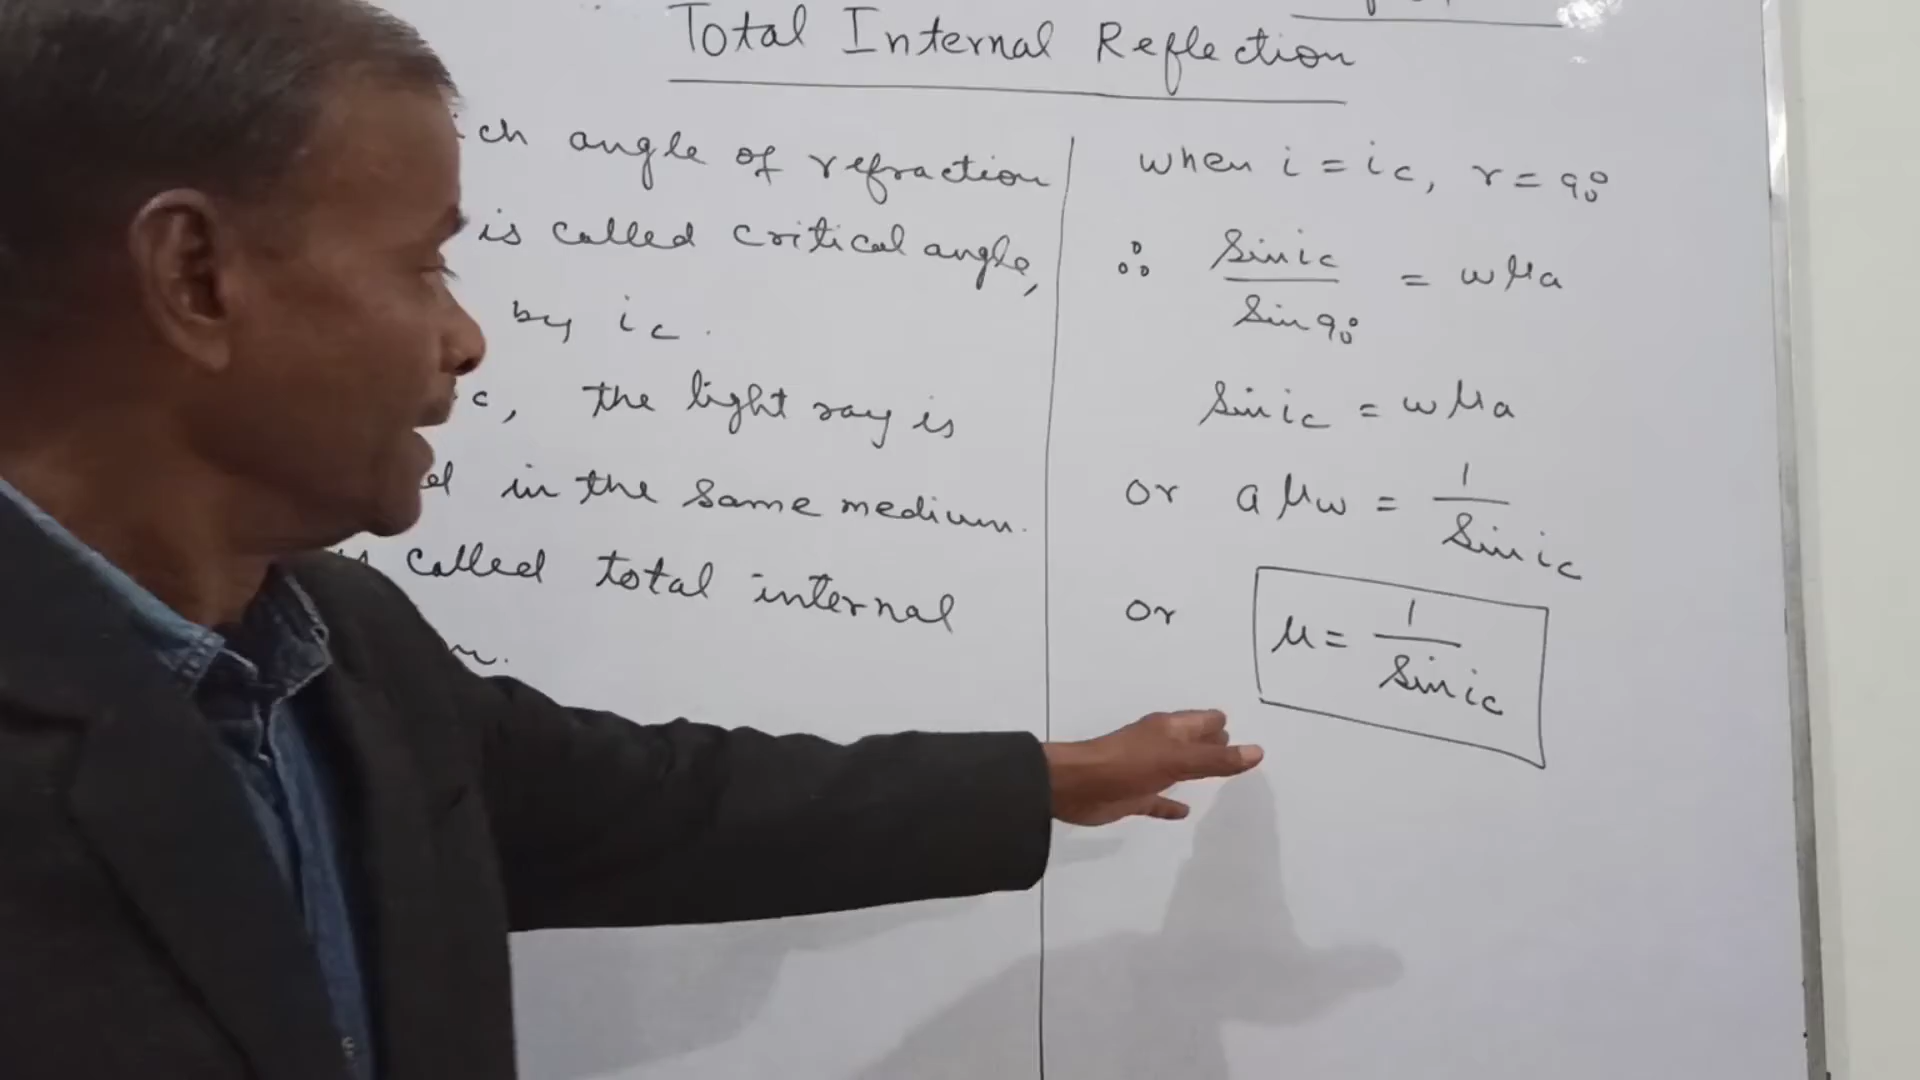 Total Internal Reflection
angle of refraction
is called critical angle,
by ic.
c, the light ray is
in the same medium.
called total internal
when i = ic, r = 90°
∴ sin ic / sin 90° = wμa
sin ic = wμa
or aμw = 1 / sin ic
or μ = 1 / sin ic